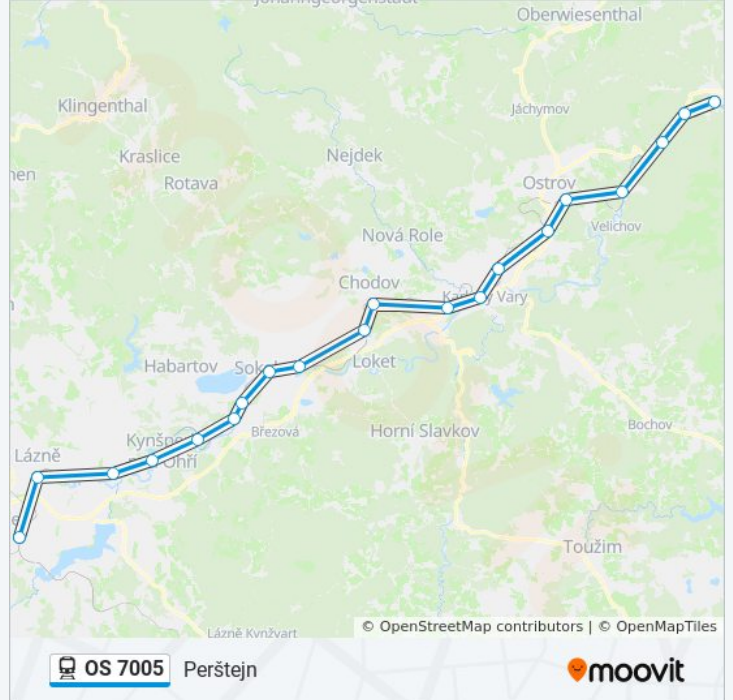 Oberwiesenthal
Klingenthal
Jáchymov
Kraslice
Nejdek
Rotava
Ostrov
Velichov
Nová Role
Chodov
Vary
Habartov
Loket
Březová
Horní Slavkov
Bochov
Lázně
Toužim
Lázně Kynžvart
© OpenStreetMap contributors | © OpenMapTiles
OS 7005 Perštejn
moovit